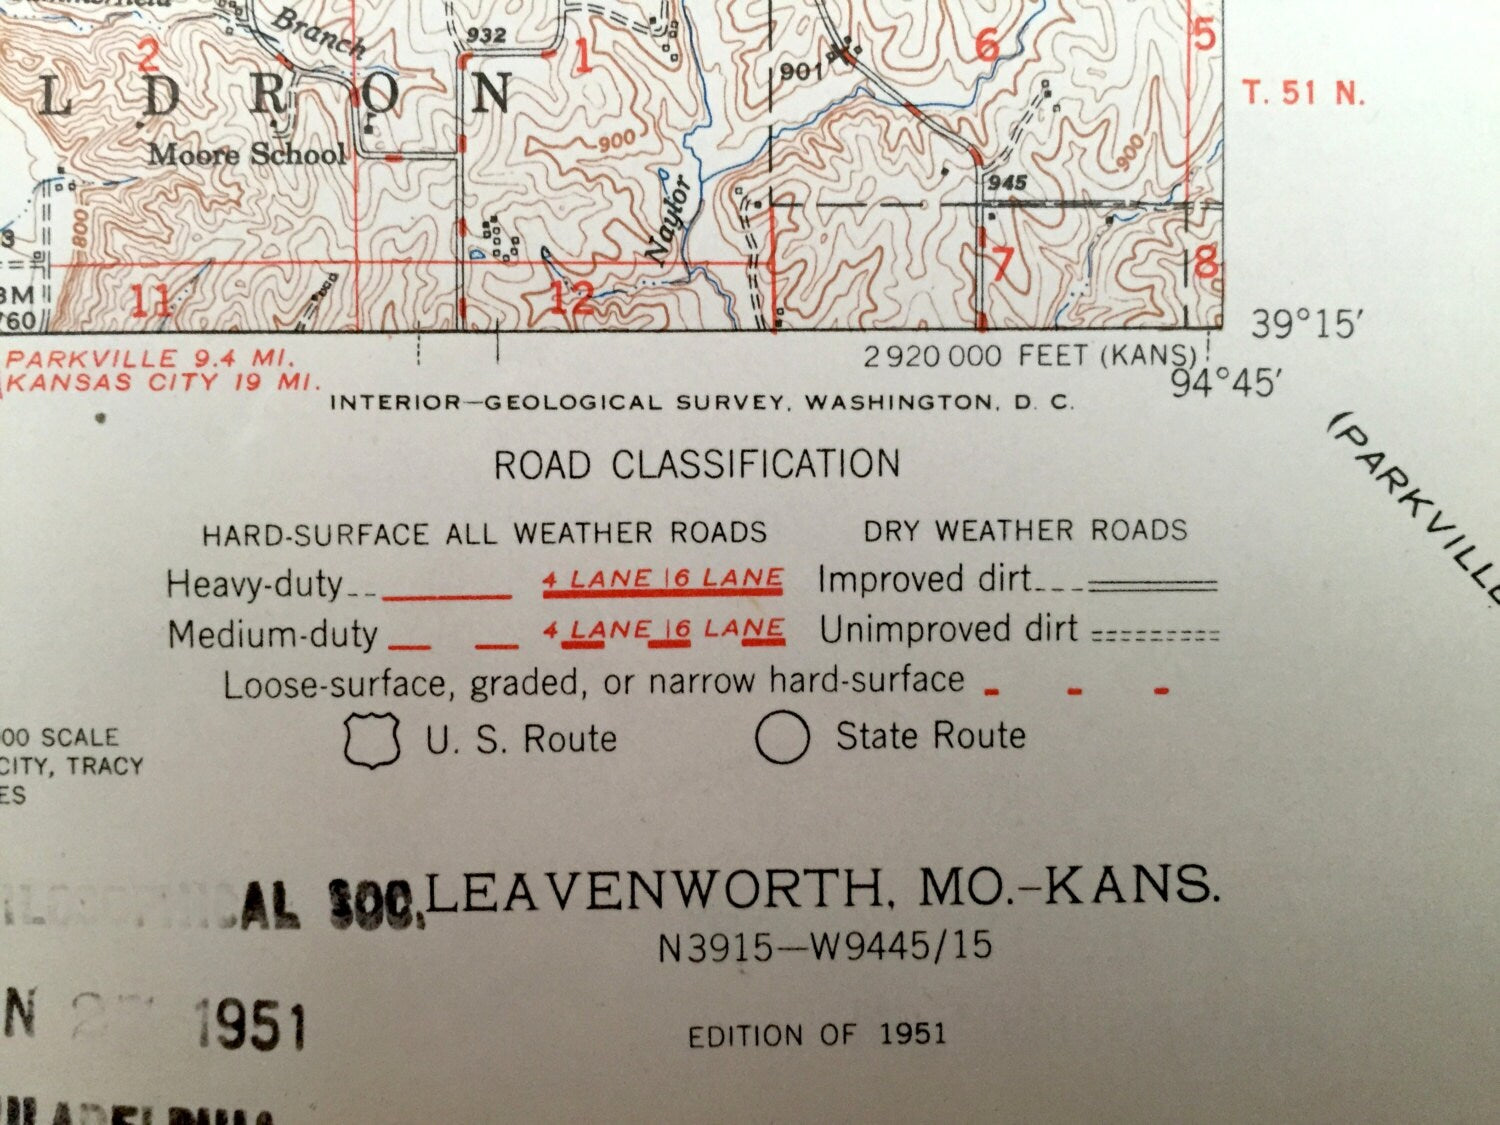 Branch
2
932
1
6
5
901
T. 51 N.
L D R O N
900
900
Moore School
945
Naylor
800
3
7
8
11
12
BM
760
39°15′
PARKVILLE 9.4 MI.
KANSAS CITY 19 MI.
2 920 000 FEET (KANS)
94°45′
INTERIOR—GEOLOGICAL SURVEY, WASHINGTON, D. C.
(PARKVILLE
ROAD CLASSIFICATION
HARD-SURFACE ALL WEATHER ROADS DRY WEATHER ROADS
Heavy-duty 4 LANE | 6 LANE Improved dirt
Medium-duty 4 LANE | 6 LANE Unimproved dirt
Loose-surface, graded, or narrow hard-surface
U. S. Route State Route
00 SCALE
CITY, TRACY
ES
AL SOC.
LEAVENWORTH, MO.–KANS.
N3915—W9445/15
N 1951
EDITION OF 1951